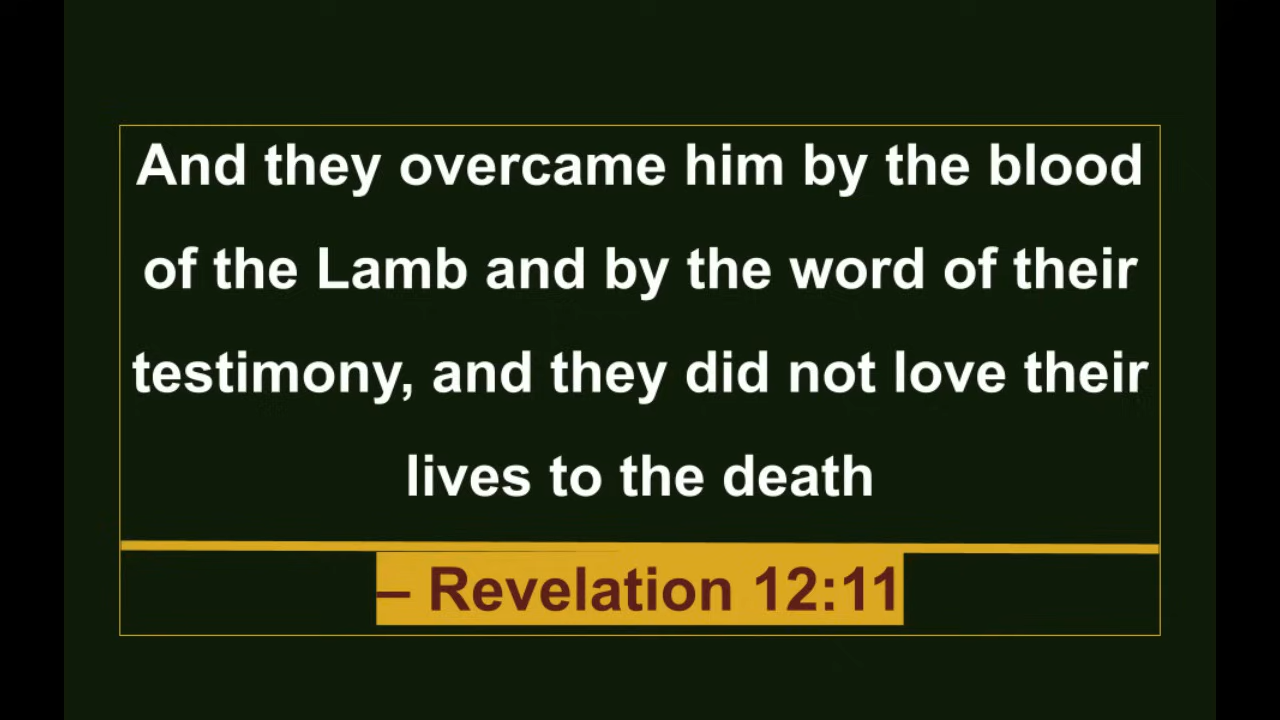 And they overcame him by the blood
of the Lamb and by the word of their
testimony, and they did not love their
lives to the death
– Revelation 12:11